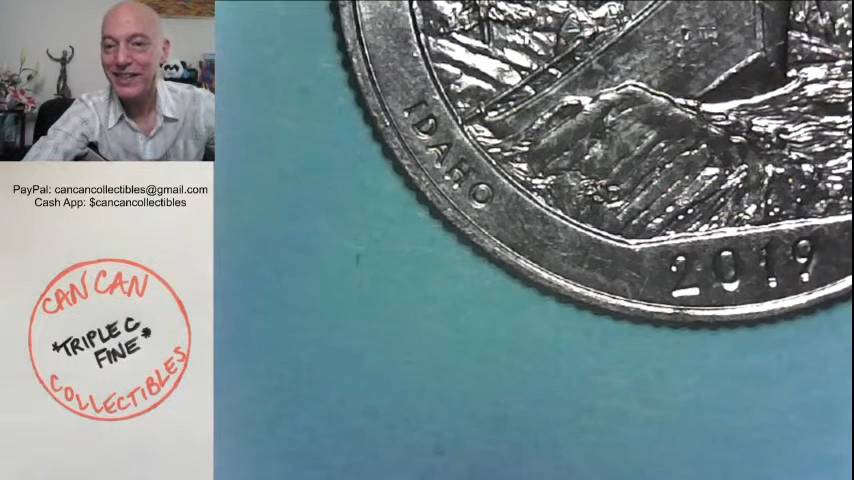 PayPal: cancancollectibles@gmail.com
Cash App: $cancancollectibles
CAN CAN
*TRIPLE C
FINE*
COLLECTIBLES
IDAHO
2019